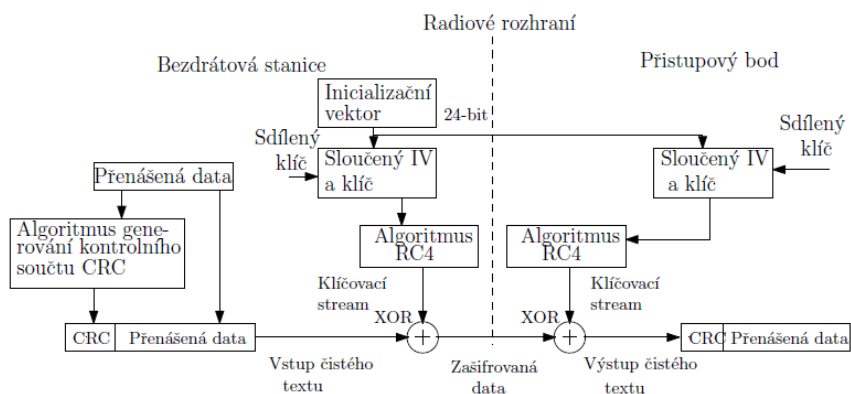 Radiové rozhraní
Bezdrátová stanice
Přistupový bod
Inicializační
vektor
24-bit
Sdílený
klíč
Sdílený
klíč
Sloučený IV
a klíč
Sloučený IV
a klíč
Přenášená data
Algoritmus gene-
rování kontrolního
součtu CRC
Algoritmus
RC4
Algoritmus
RC4
Klíčovací
stream
Klíčovací
stream
XOR
XOR
CRC
Přenášená data
+
+
CRC
Přenášená data
Vstup čistého
textu
Zašifrovaná
data
Výstup čistého
textu